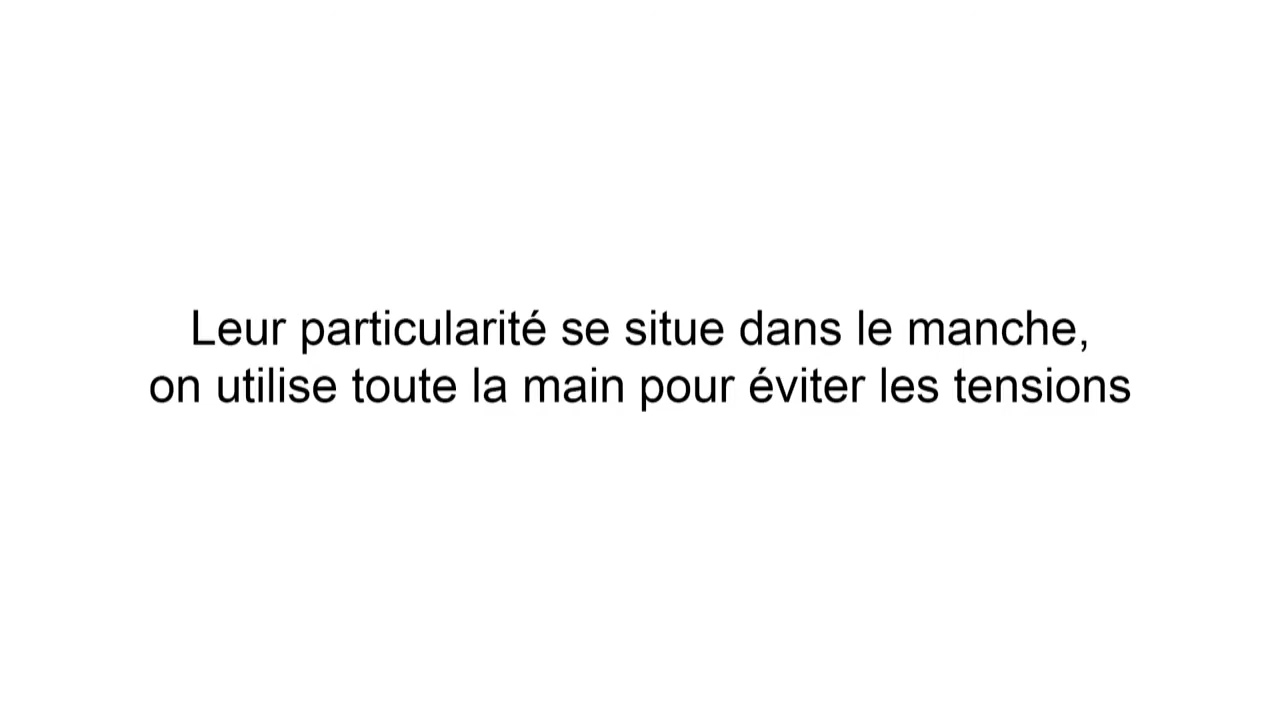 Leur particularité se situe dans le manche,
on utilise toute la main pour éviter les tensions